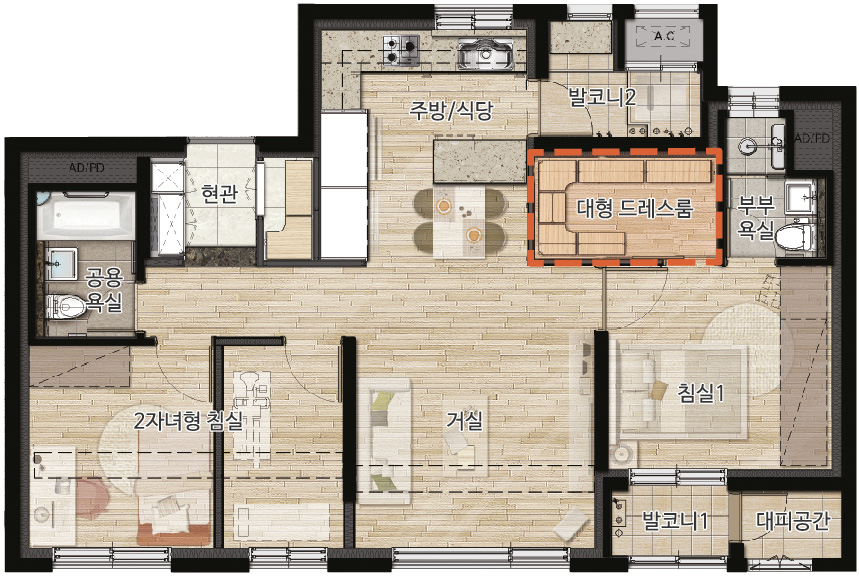 A.C
발코니2
주방/식당
AD/PD
AD/PD
현관
대형 드레스룸
부부
욕실
공용
욕실
침실1
2자녀형 침실
거실
발코니1
대피공간